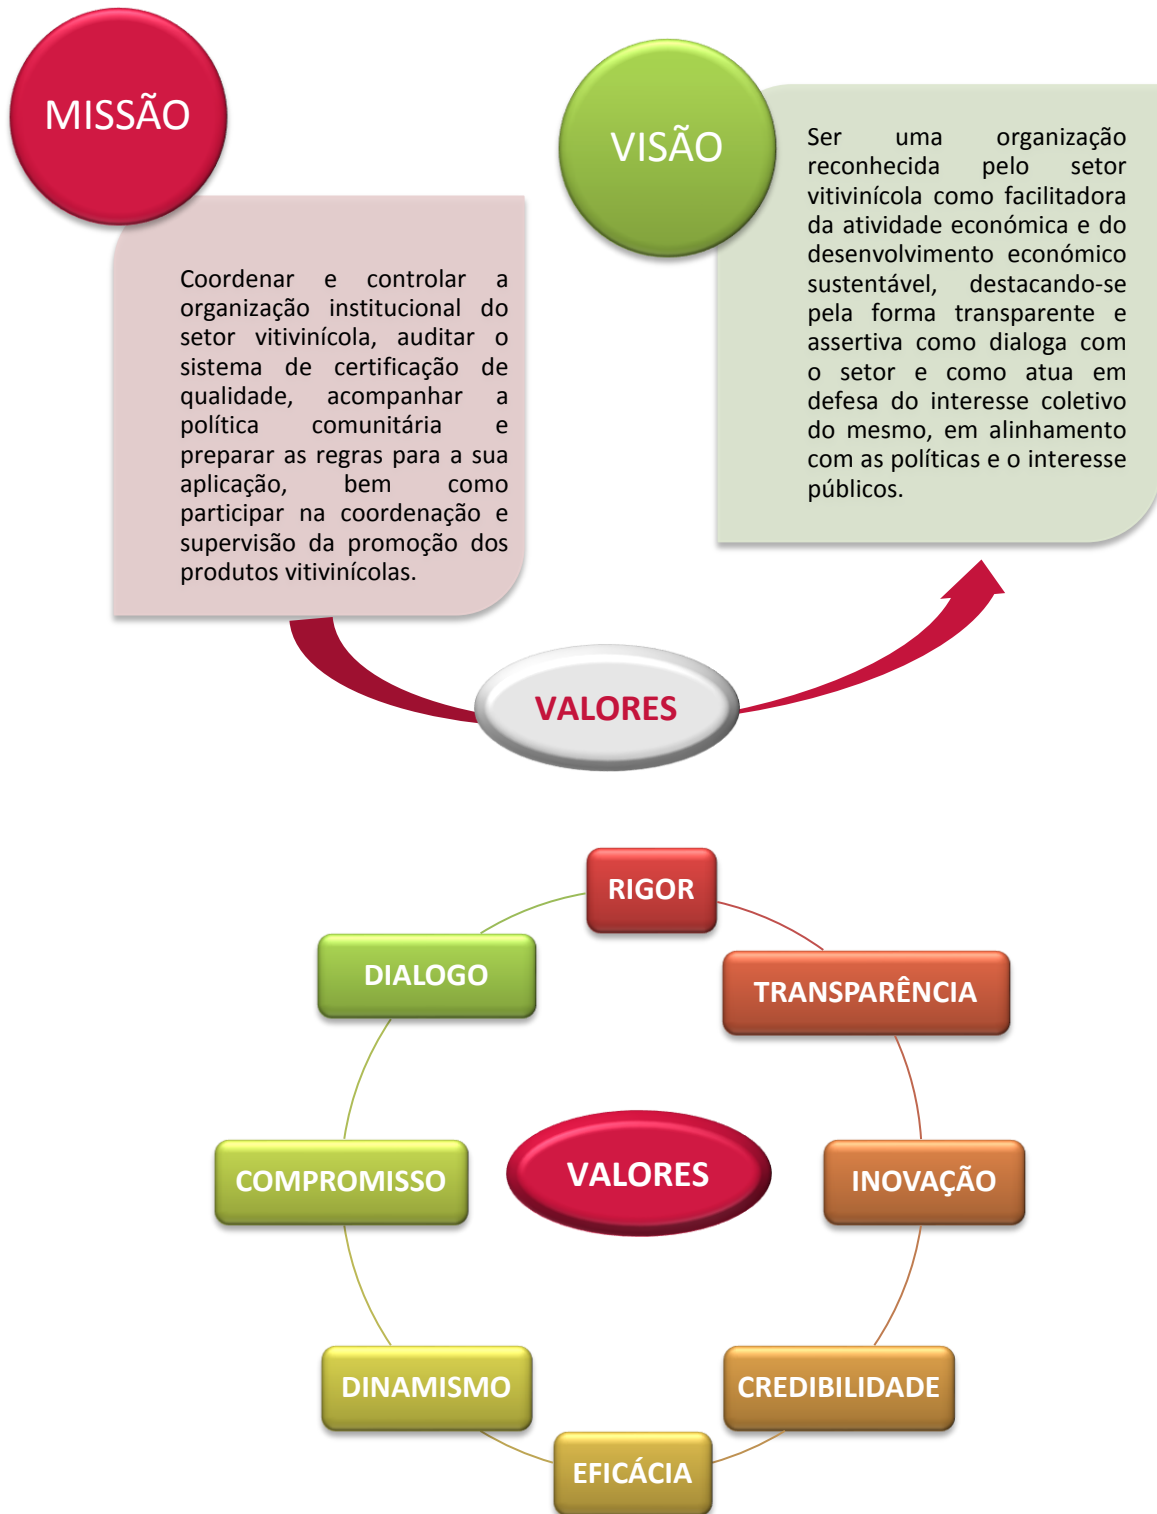 MISSÃO
Coordenar e controlar a
organização institucional do
setor vitivinícola, auditar o
sistema de certificação de
qualidade, acompanhar a
política comunitária e
preparar as regras para a sua
aplicação, bem como
participar na coordenação e
supervisão da promoção dos
produtos vitivinícolas.
VISÃO
Ser uma organização
reconhecida pelo setor
vitivinícola como facilitadora
da atividade económica e do
desenvolvimento económico
sustentável, destacando-se
pela forma transparente e
assertiva como dialoga com
o setor e como atua em
defesa do interesse coletivo
do mesmo, em alinhamento
com as políticas e o interesse
públicos.
VALORES
RIGOR
DIALOGO
TRANSPARÊNCIA
COMPROMISSO
VALORES
INOVAÇÃO
DINAMISMO
CREDIBILIDADE
EFICÁCIA